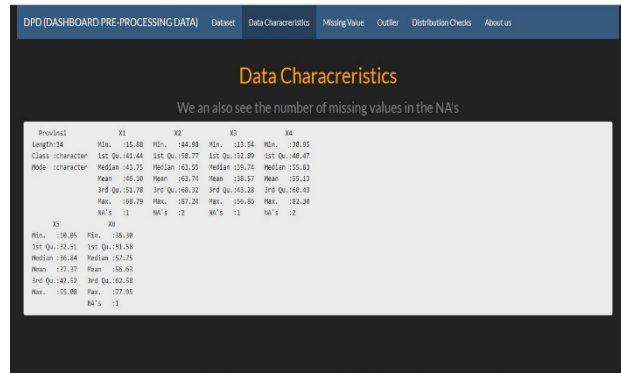 DPD (DASHBOARD PRE-PROCESSING DATA) Dataset Data Characreristics Missing Value Outlier Distribution Checks About us
Data Characreristics
We an also see the number of missing values in the NA's
Provinsi X1 X2 X3 X4
Length:34 Min. :15.88 Min. :44.98 Min. :13.54 Min. :38.95
Class :character 1st Qu.:41.44 1st Qu.:58.77 1st Qu.:32.89 1st Qu.:48.47
Mode :character Median :43.75 Median :63.55 Median :39.74 Median :55.83
Mean :46.10 Mean :63.74 Mean :38.57 Mean :55.13
3rd Qu.:51.78 3rd Qu.:68.32 3rd Qu.:43.28 3rd Qu.:60.43
Max. :68.79 Max. :87.24 Max. :56.86 Max. :82.30
NA's :1 NA's :2 NA's :1 NA's :2
X5 X6
Min. :10.05 Min. :35.30
1st Qu.:32.51 1st Qu.:51.58
Median :36.84 Median :57.75
Mean :37.37 Mean :56.63
3rd Qu.:42.52 3rd Qu.:62.58
Max. :55.08 Max. :77.95
NA's :1